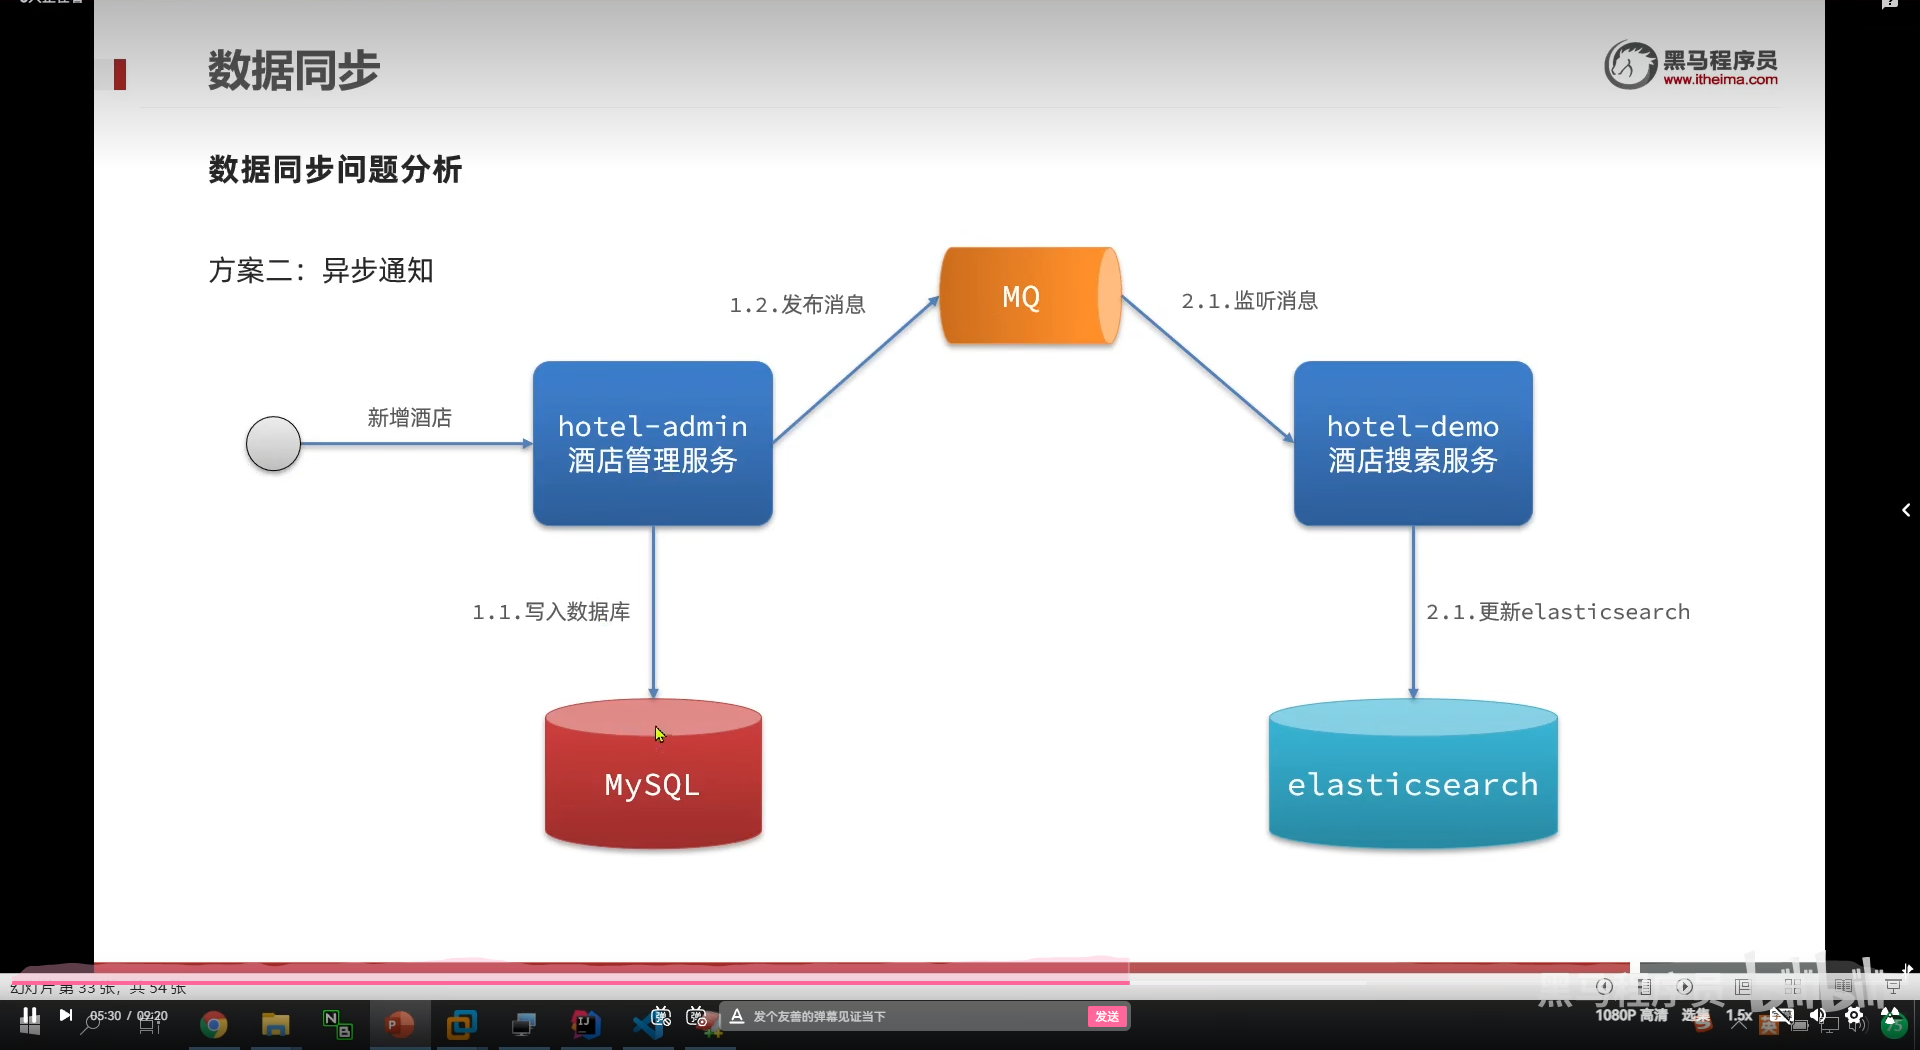 数据同步
黑马程序员
www.itheima.com
数据同步问题分析
方案二：异步通知
MQ
1.2.发布消息
2.1.监听消息
新增酒店
hotel-admin
酒店管理服务
hotel-demo
酒店搜索服务
1.1.写入数据库
2.1.更新elasticsearch
MySQL
elasticsearch
幻灯片 第 33 张，共 54 张
05:30 / 09:20
发个友善的弹幕见证当下
发送
1080P 高清
选集
1.5x
英
75